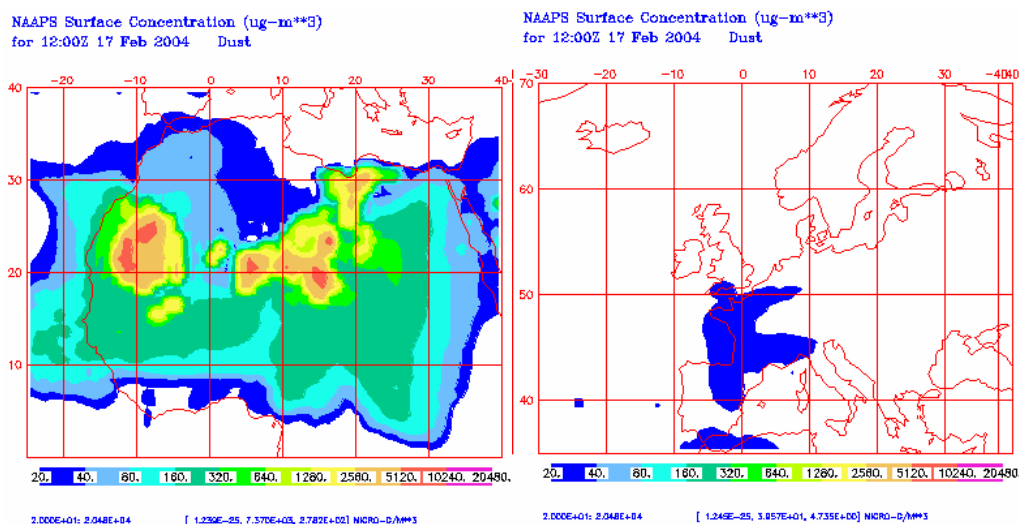 NAAPS Surface Concentration (ug-m**3)
for 12:00Z 17 Feb 2004 Dust
-20 -10 0 10 20 30 40
40
30
20
10
20. 40. 80. 160. 320. 640. 1280. 2560. 5120. 10240. 20480.
2.000E+01: 2.048E+04 [ 1.239E-25, 7.370E+03, 2.782E+02] MICRO-G/M**3
NAAPS Surface Concentration (ug-m**3)
for 12:00Z 17 Feb 2004 Dust
-30 -20 -10 0 10 20 30 40
70
60
50
40
20. 40. 80. 160. 320. 640. 1280. 2560. 5120. 10240. 20480.
2.000E+01: 2.048E+04 [ 1.245E-25, 3.957E+01, 4.735E+00] MICRO-G/M**3